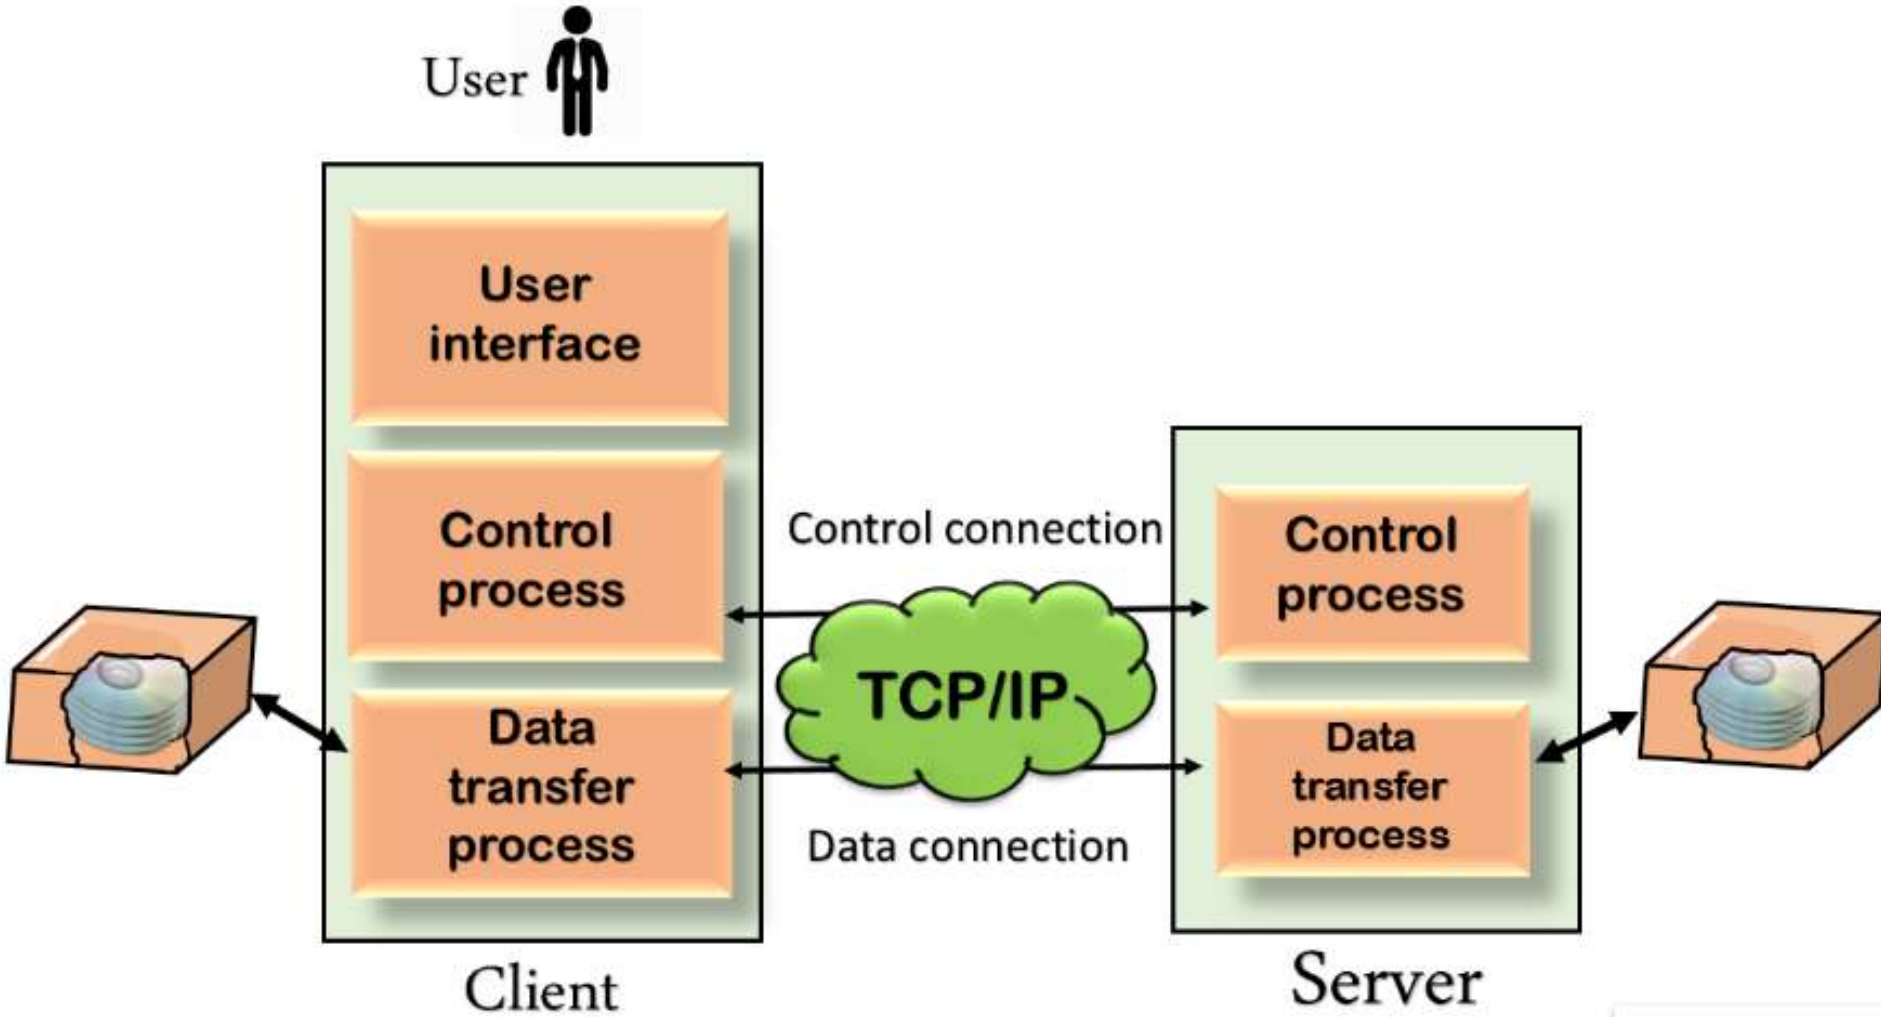 User
User
interface
Control
process
Data
transfer
process
Client
Control connection
TCP/IP
Data connection
Control
process
Data
transfer
process
Server